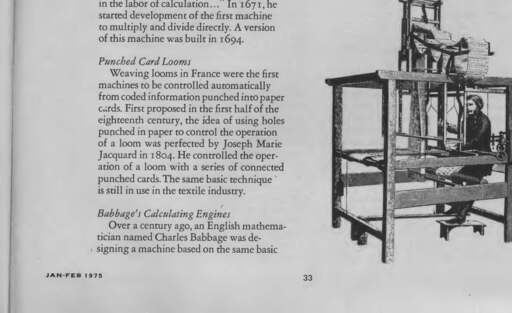 in the labor of calculation..." In 1671, he
started development of the first machine
to multiply and divide directly. A version
of this machine was built in 1694.
Punched Card Looms
Weaving looms in France were the first
machines to be controlled automatically
from coded information punched into paper
cards. First proposed in the first half of the
eighteenth century, the idea of using holes
punched in paper to control the operation
of a loom was perfected by Joseph Marie
Jacquard in 1804. He controlled the oper-
ation of a loom with a series of connected
punched cards. The same basic technique
is still in use in the textile industry.
Babbage's Calculating Engines
Over a century ago, an English mathema-
tician named Charles Babbage was de-
signing a machine based on the same basic
JAN-FEB 1975
33